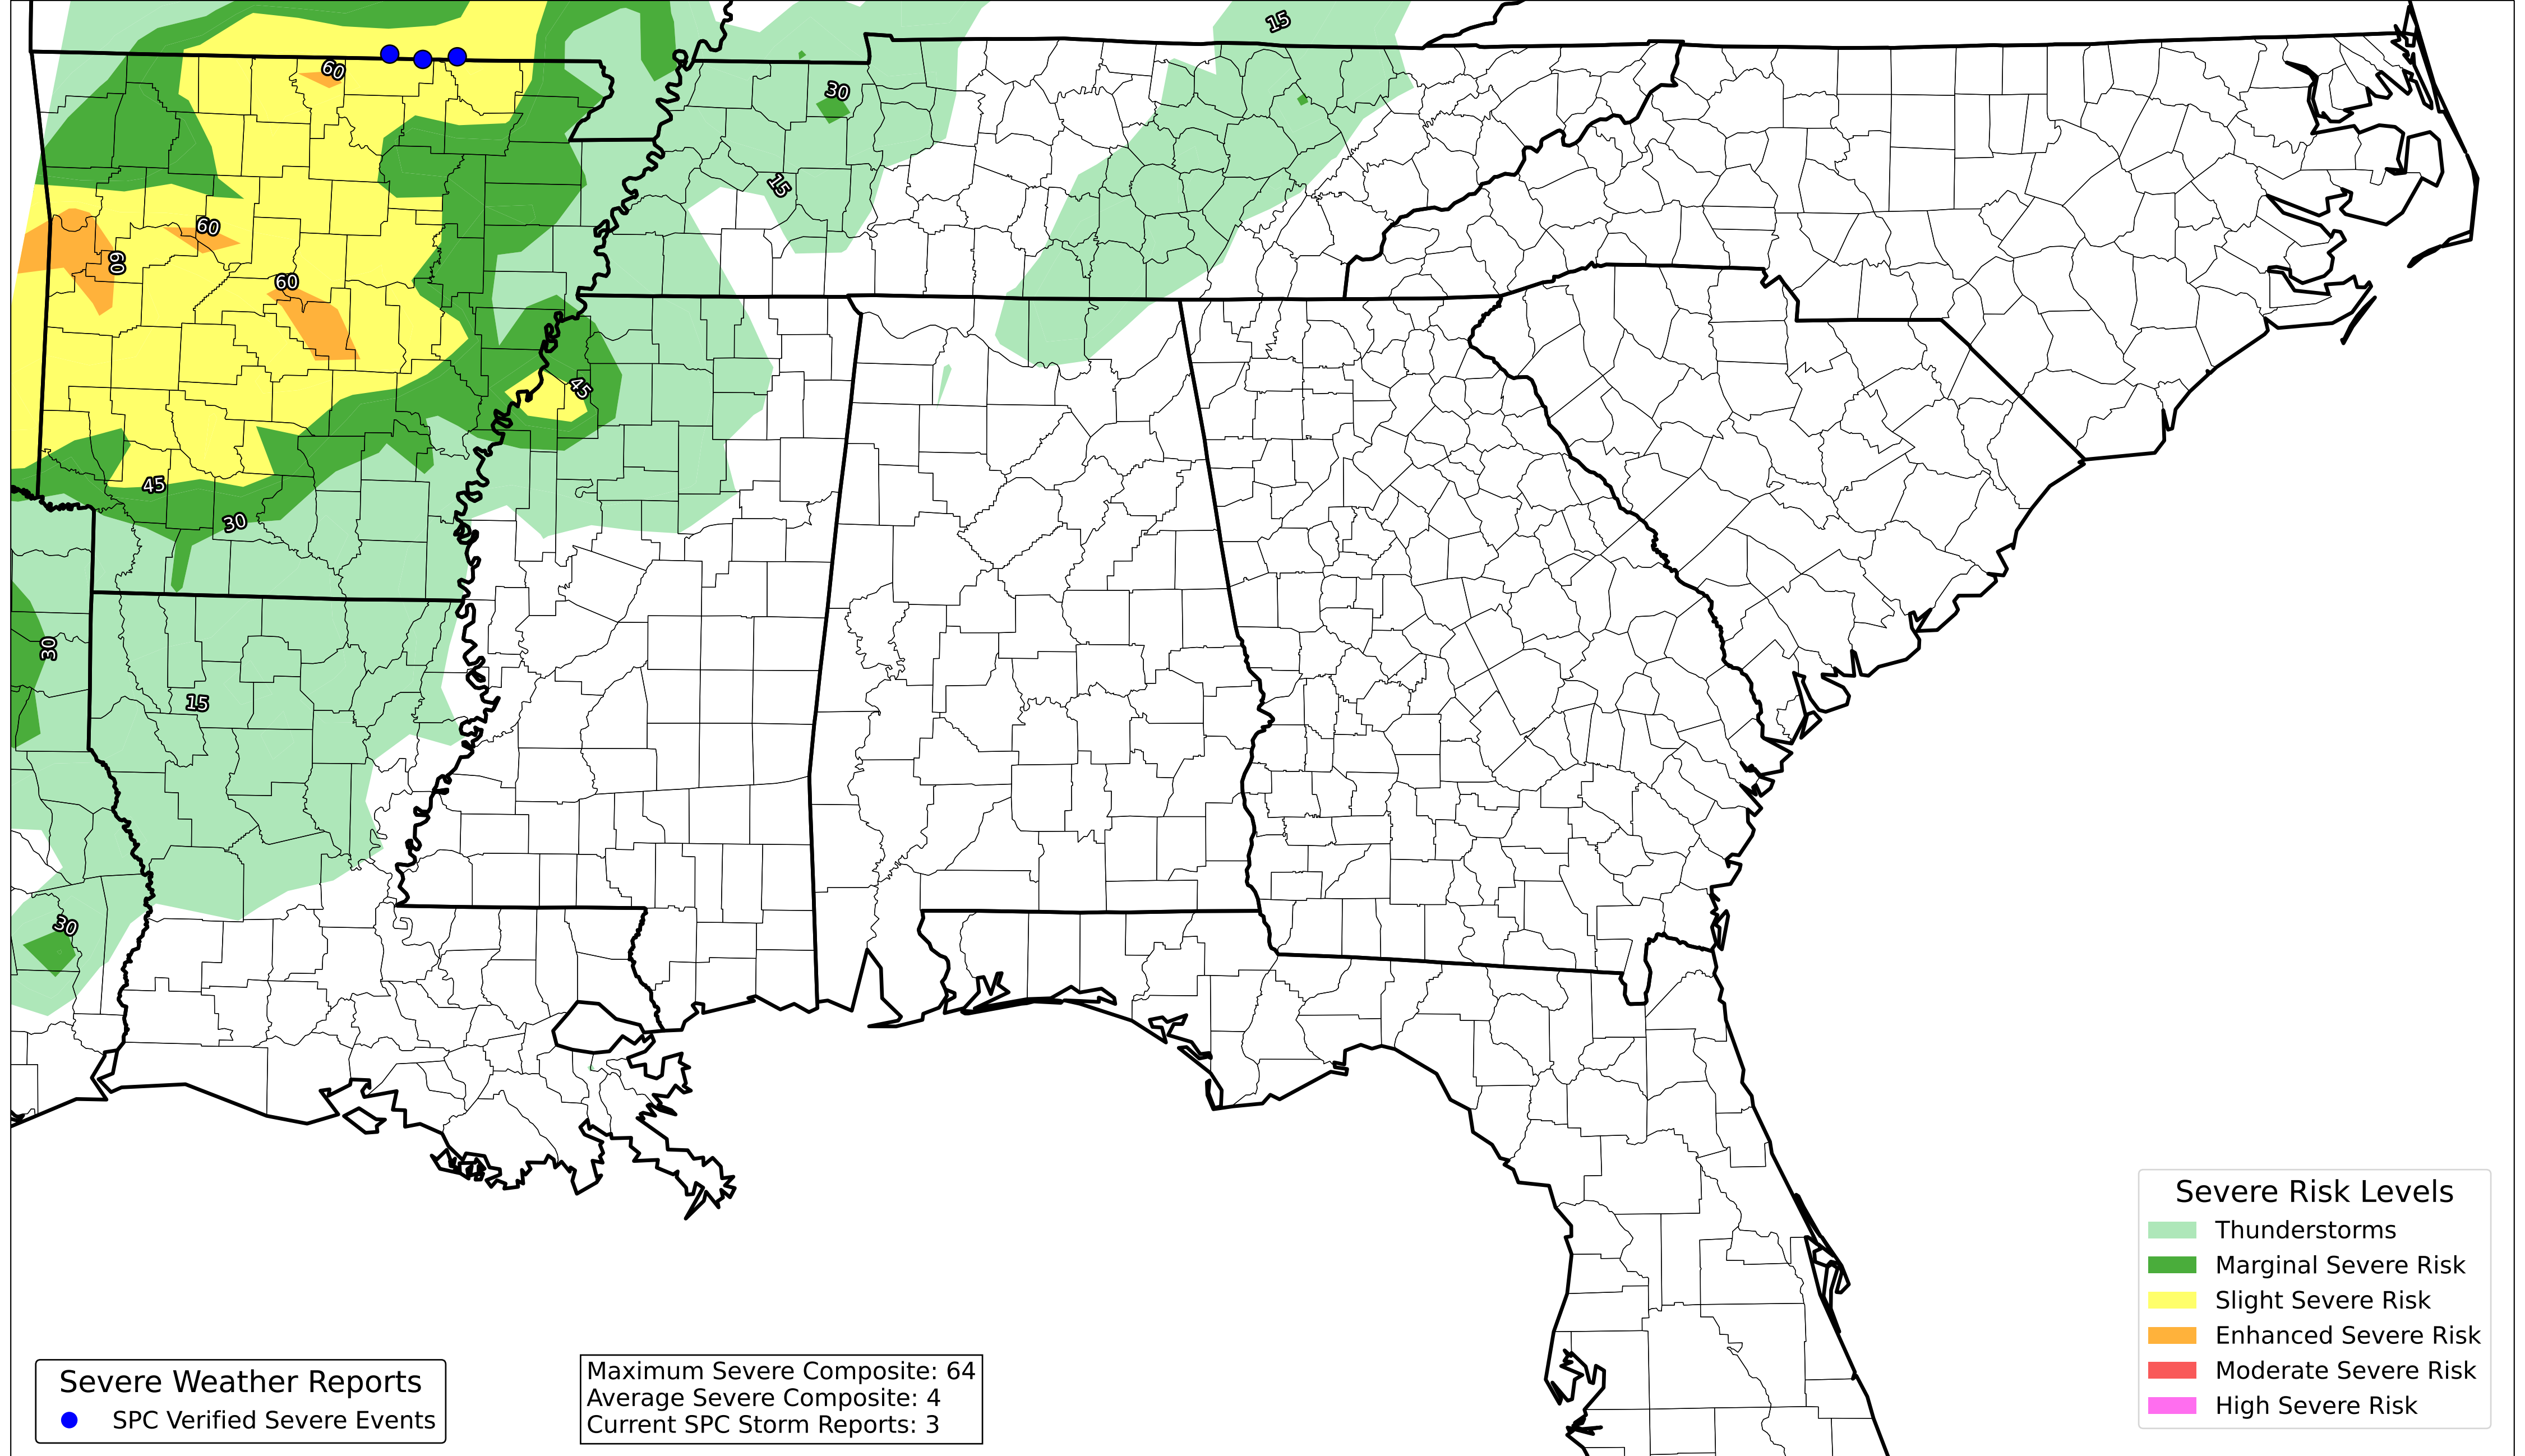 15
60
30
15
60
60
60
45
45
30
30
15
30
Severe Risk Levels
Thunderstorms
Marginal Severe Risk
Slight Severe Risk
Enhanced Severe Risk
Moderate Severe Risk
High Severe Risk
Severe Weather Reports
SPC Verified Severe Events
Maximum Severe Composite: 64
Average Severe Composite: 4
Current SPC Storm Reports: 3